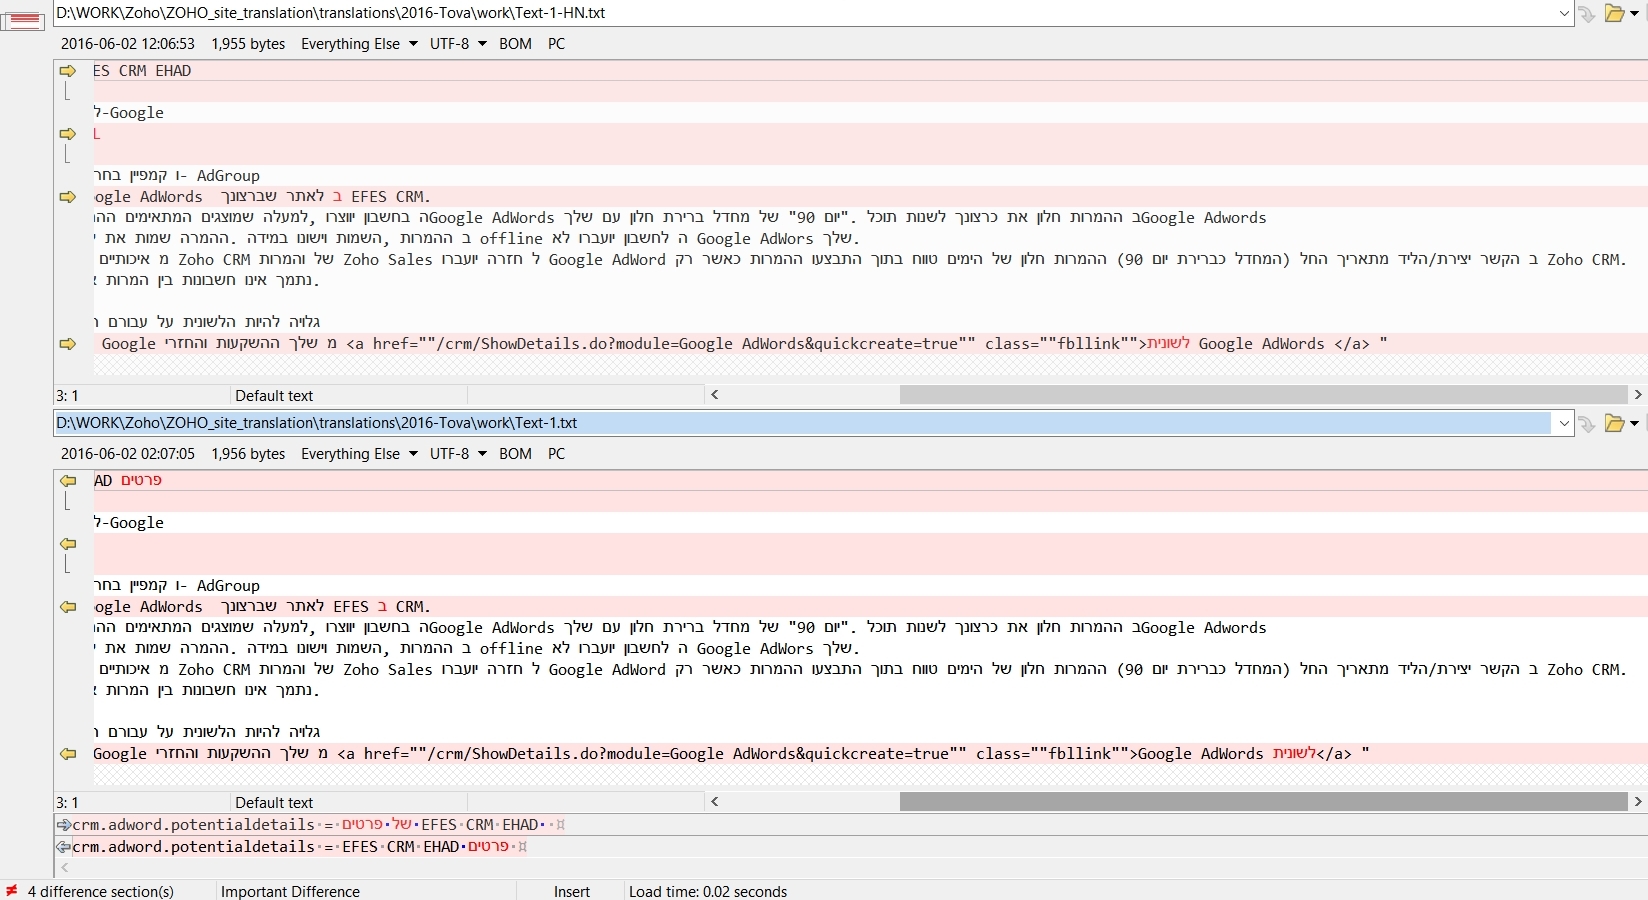 D:\WORK\Zoho\ZOHO_site_translation\translations\2016-Tova\work\Text-1-HN.txt
2016-06-02 12:06:53 1,955 bytes Everything Else UTF-8 BOM PC
ES CRM EHAD
ל-Google
L
ו קמפיין בחר- AdGroup
ogle AdWords לאתר שברצונך ב EFES CRM.
ה בחשבון יווצרו ,למעלה שמוצגים המתאימים Google AdWords של מחדל ברירת חלון עם שלך "90 יום". ב ההמרות חלון את כרצונך לשנות תוכל Google Adwords
ההמרה שמות את. ב ההמרות ,השמות וישונו במידה offline ה לחשבון יועברו לא Google AdWors שלך.
מ איכותיים Zoho CRM של והמרות Zoho Sales ל חזרה יועברו Google AdWord ההמרות חלון של הימים טווח בתוך התבצעו ההמרות כאשר רק (90 המחדל כברירת יום) ב הקשר יצירת/הליד מתאריך החל Zoho CRM.
נתמך אינו חשבונות בין המרות.
גלויה להיות הלשונית על עבורם
Google מ שלך ההשקעות והחזרי <a href=""/crm/ShowDetails.do?module=Google AdWords&quickcreate=true"" class=""fbllink"">לשונית Google AdWords </a> "
3: 1 Default text
D:\WORK\Zoho\ZOHO_site_translation\translations\2016-Tova\work\Text-1.txt
2016-06-02 02:07:05 1,956 bytes Everything Else UTF-8 BOM PC
AD פרטים
ל-Google
ו קמפיין בחר- AdGroup
ogle AdWords לאתר שברצונך EFES ב CRM.
ה בחשבון יווצרו ,למעלה שמוצגים המתאימים Google AdWords של מחדל ברירת חלון עם שלך "90 יום". ב ההמרות חלון את כרצונך לשנות תוכל Google Adwords
ההמרה שמות את. ב ההמרות ,השמות וישונו במידה offline ה לחשבון יועברו לא Google AdWors שלך.
מ איכותיים Zoho CRM של והמרות Zoho Sales ל חזרה יועברו Google AdWord ההמרות חלון של הימים טווח בתוך התבצעו ההמרות כאשר רק (90 המחדל כברירת יום) ב הקשר יצירת/הליד מתאריך החל Zoho CRM.
נתמך אינו חשבונות בין המרות.
גלויה להיות הלשונית על עבורם
Google מ שלך ההשקעות והחזרי <a href=""/crm/ShowDetails.do?module=Google AdWords&quickcreate=true"" class=""fbllink"">Google AdWords לשונית</a> "
3: 1 Default text
crm.adword.potentialdetails = פרטים של EFES CRM EHAD ¤
crm.adword.potentialdetails = EFES CRM EHAD פרטים ¤
≠ 4 difference section(s) Important Difference Insert Load time: 0.02 seconds